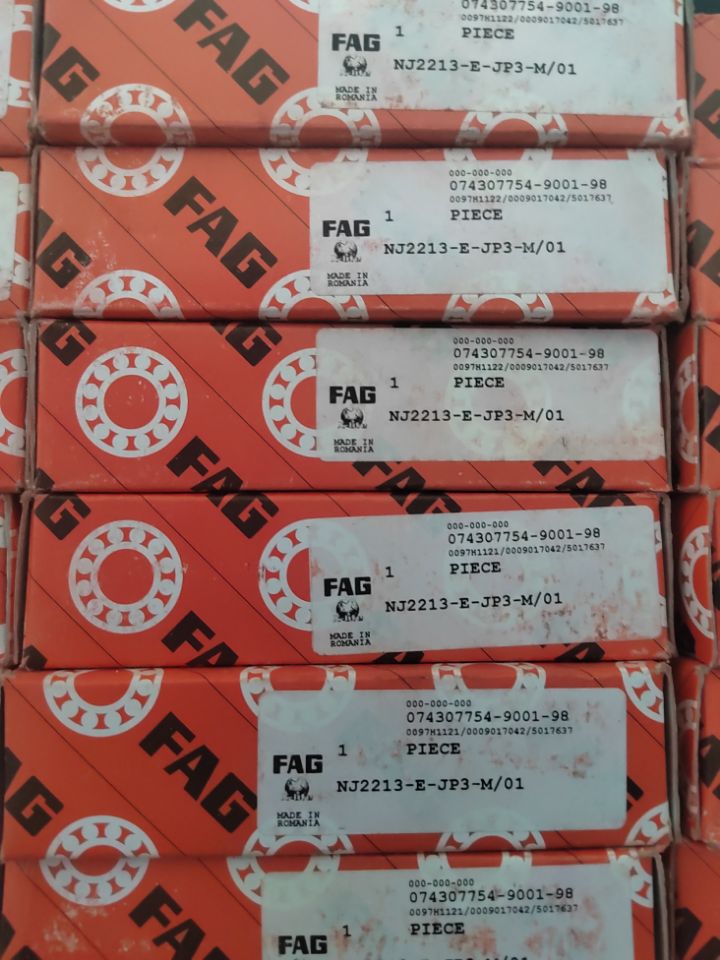 074307754-9001-98
0097H1122/0009017042/5017637
FAG 1 PIECE
NJ2213-E-JP3-M/01
MADE IN
ROMANIA
FAG
000-000-000
074307754-9001-98
0097H1122/0009017042/5017637
1 PIECE
FAG
NJ2213-E-JP3-M/01
MADE IN
ROMANIA
FAG
FAG
000-000-000
074307754-9001-98
0097H1122/0009017042/5017637
1 PIECE
FAG
NJ2213-E-JP3-M/01
MADE IN
ROMANIA
FAG
FAG
FAG
000-000-000
074307754-9001-98
0097H1121/0009017042/5017637
1 PIECE
FAG
NJ2213-E-JP3-M/01
MADE IN
ROMANIA
000-000-000
074307754-9001-98
0097H1121/0009017042/5017637
1 PIECE
FAG
NJ2213-E-JP3-M/01
MADE IN
ROMANIA
FAG
000-000-000
074307754-9001-98
0097H1121/0009017042/5017637
1 PIECE
FAG
FAG